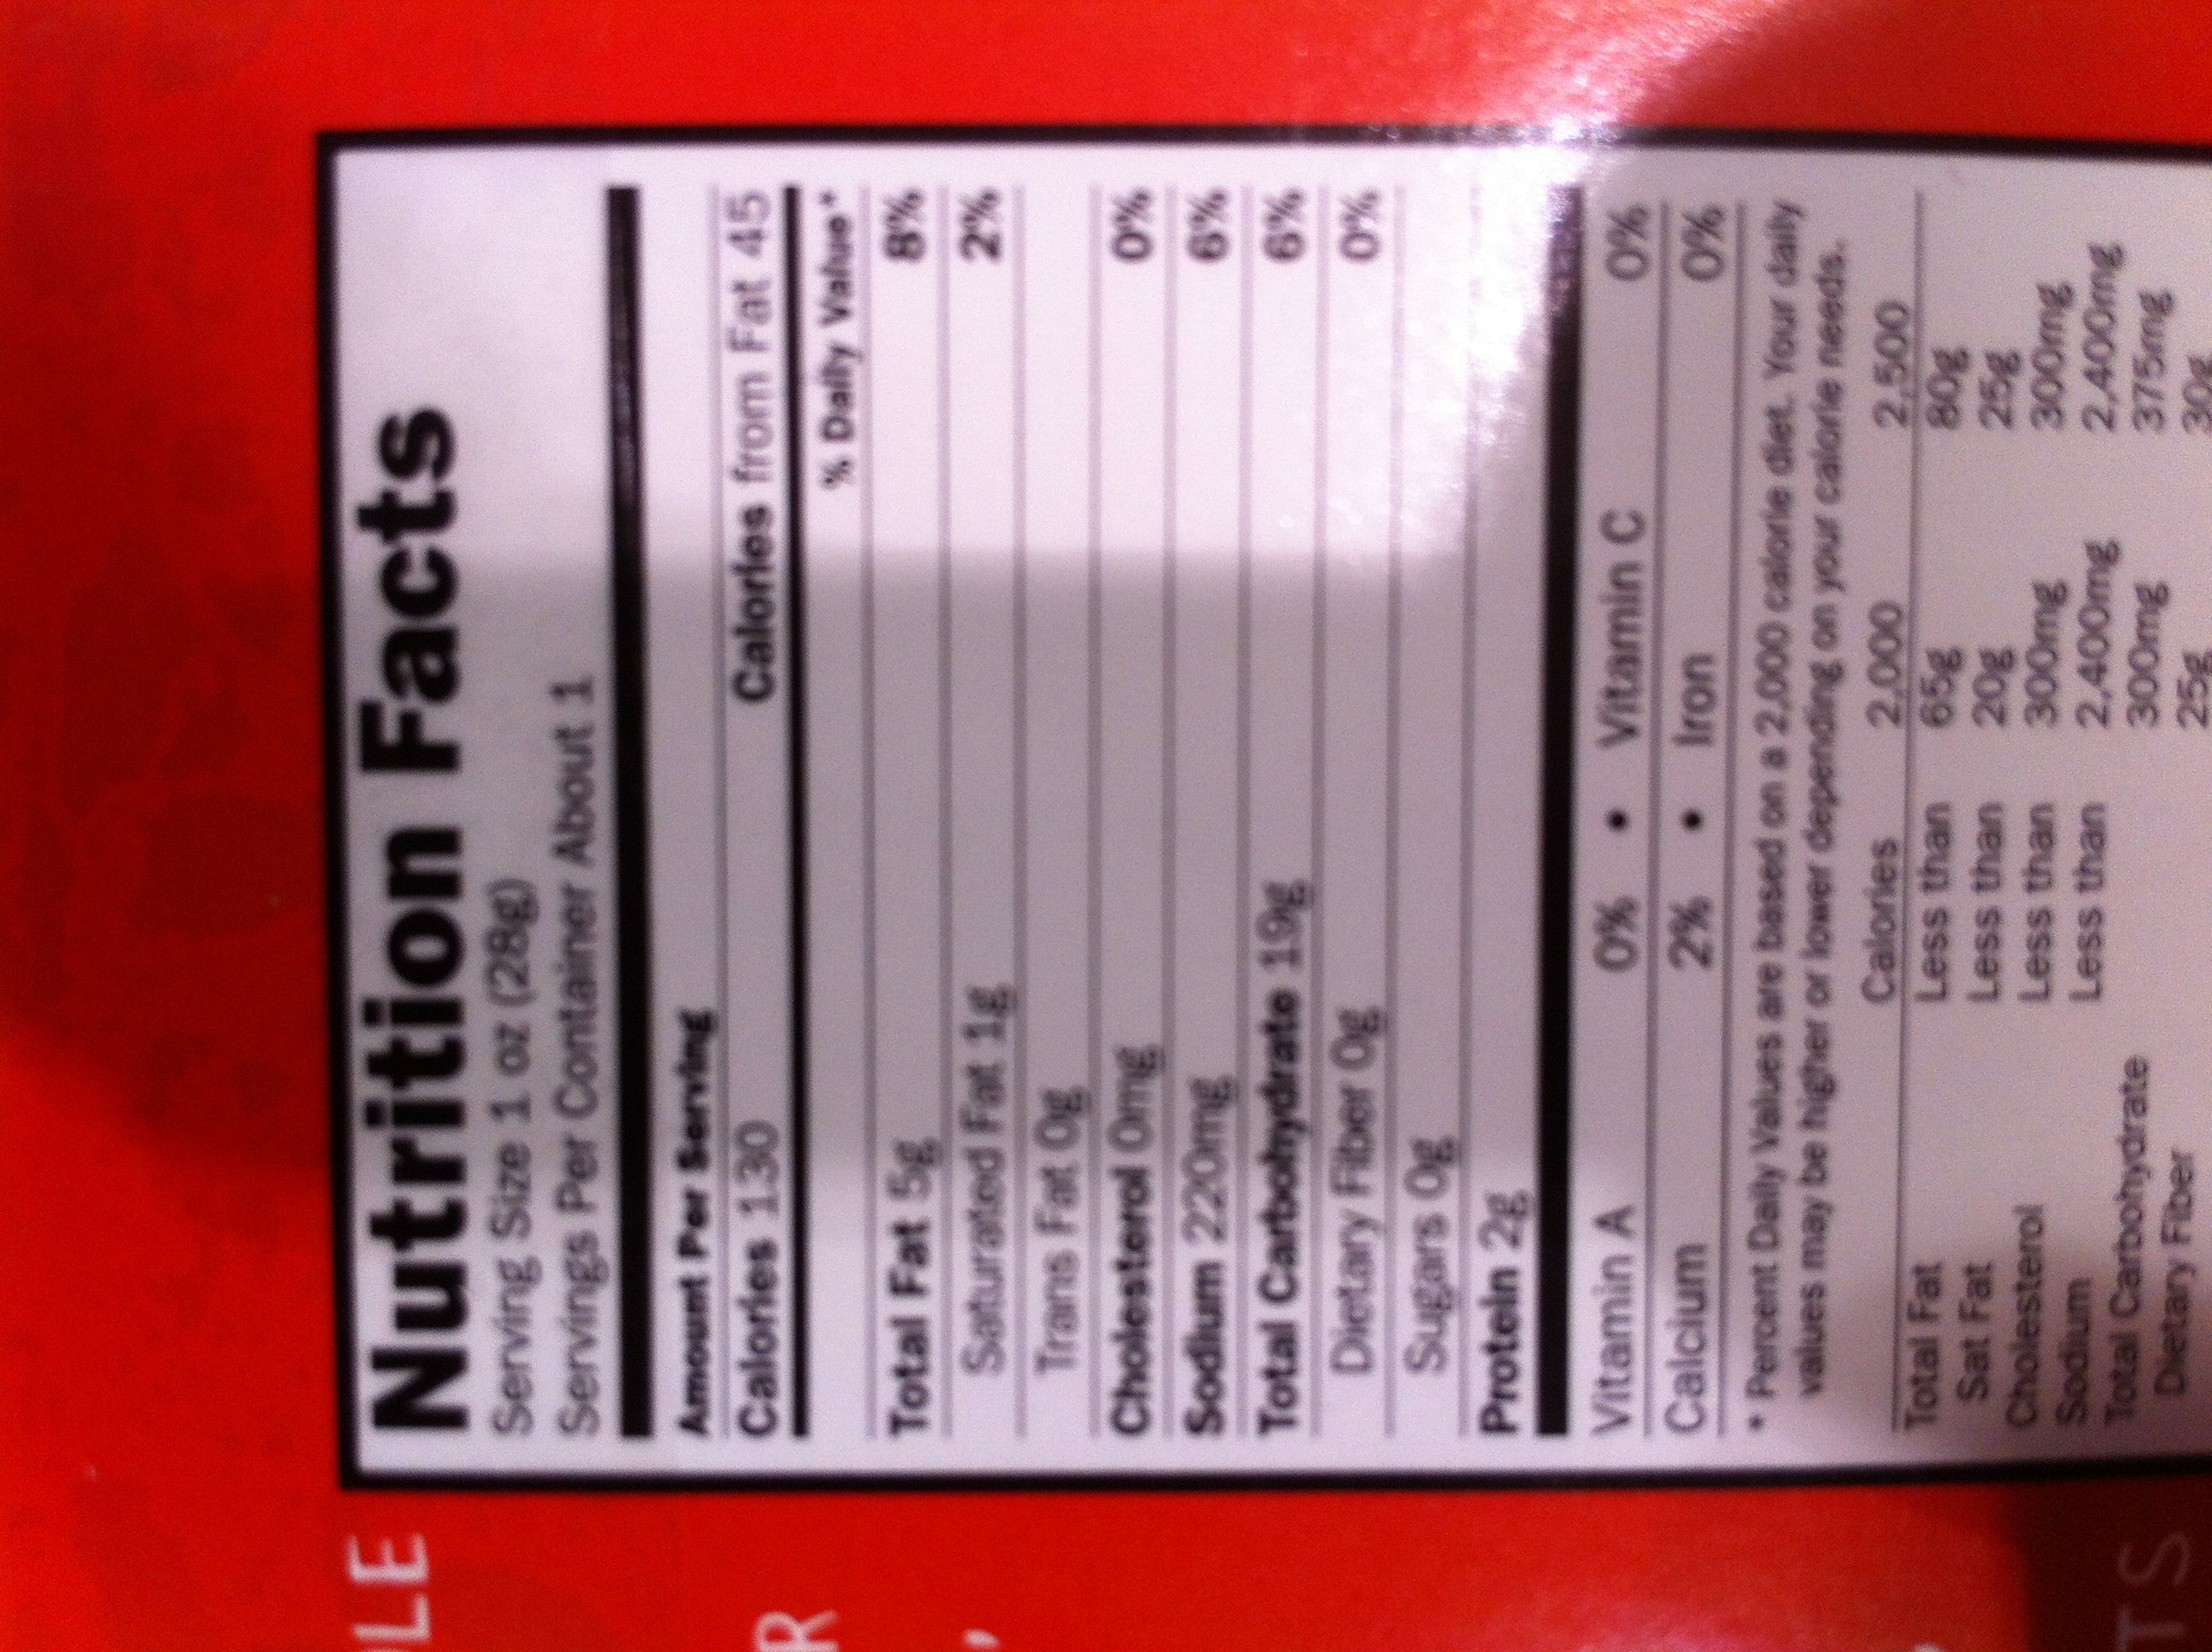 LE
R
,
TS
Nutrition Facts
Serving Size 1 oz (28g)
Servings Per Container About 1
Amount Per Serving
Calories 130 Calories from Fat 45
% Daily Value*
Total Fat 5g 8%
Saturated Fat 1g 2%
Trans Fat 0g
Cholesterol 0mg 0%
Sodium 220mg 6%
Total Carbohydrate 19g 6%
Dietary Fiber 0g 0%
Sugars 0g
Protein 2g
Vitamin A 0% • Vitamin C 0%
Calcium 2% • Iron 0%
* Percent Daily Values are based on a 2,000 calorie diet. Your daily
values may be higher or lower depending on your calorie needs.
Calories 2,000 2,500
Total Fat Less than 65g 80g
Sat Fat Less than 20g 25g
Cholesterol Less than 300mg 300mg
Sodium Less than 2,400mg 2,400mg
Total Carbohydrate 300mg 375mg
Dietary Fiber 25g 30g